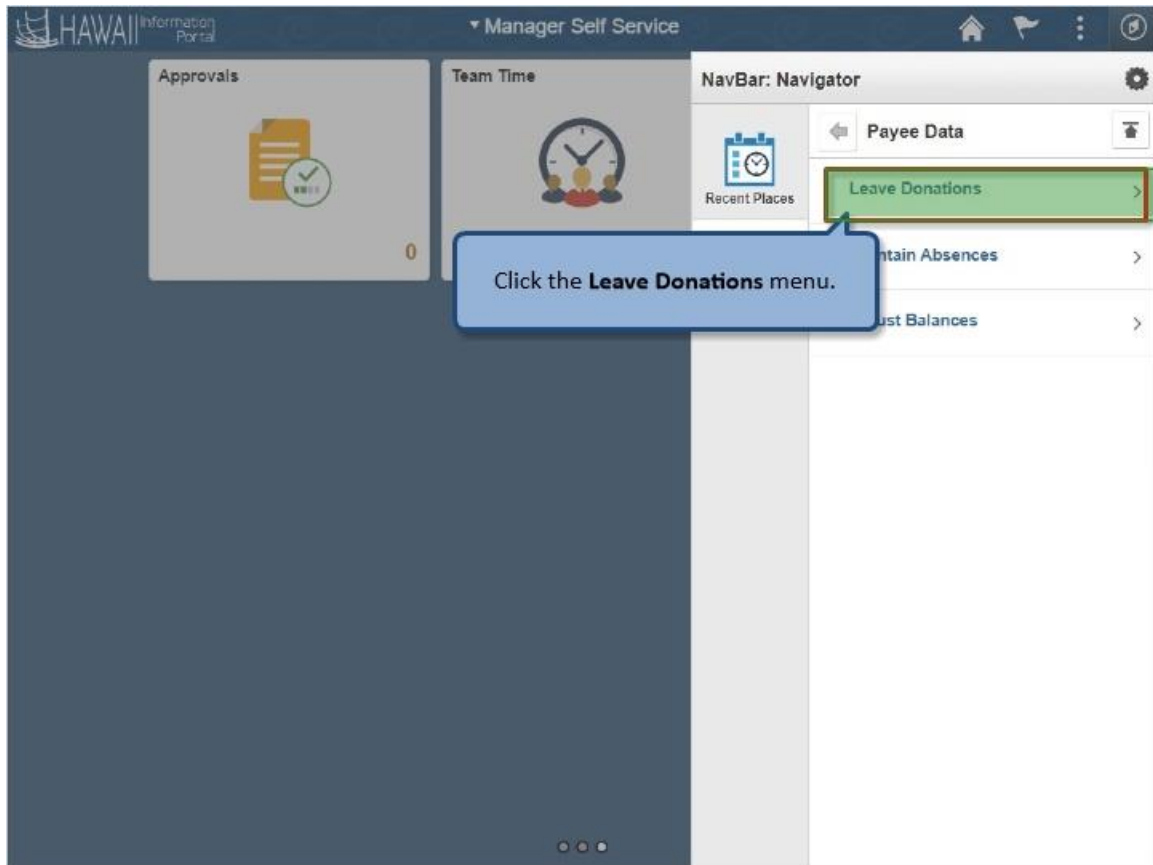 HAWAII Information Portal
Manager Self Service
Approvals
Team Time
NavBar: Navigator
Payee Data
Recent Places
Leave Donations
0
Click the Leave Donations menu.
ntain Absences
ust Balances